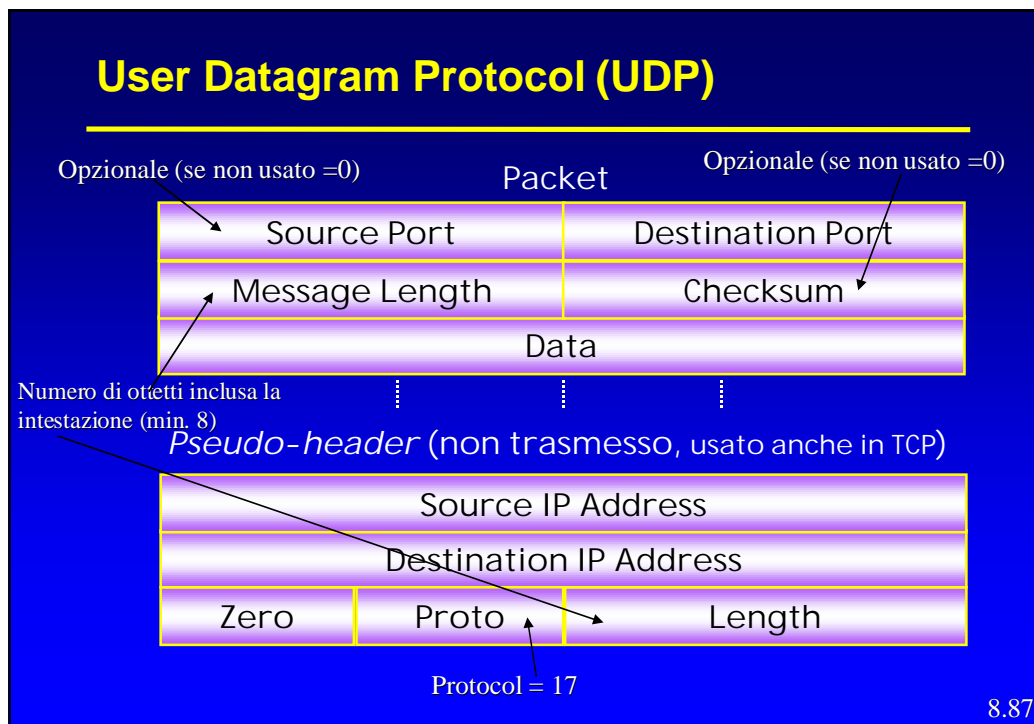 User Datagram Protocol (UDP)
Opzionale (se non usato =0)
Opzionale (se non usato =0)
Packet
Source Port
Destination Port
Message Length
Checksum
Data
Numero di ottetti inclusa la
intestazione (min. 8)
Pseudo-header (non trasmesso, usato anche in TCP)
Source IP Address
Destination IP Address
Zero
Proto
Length
Protocol = 17
8.87